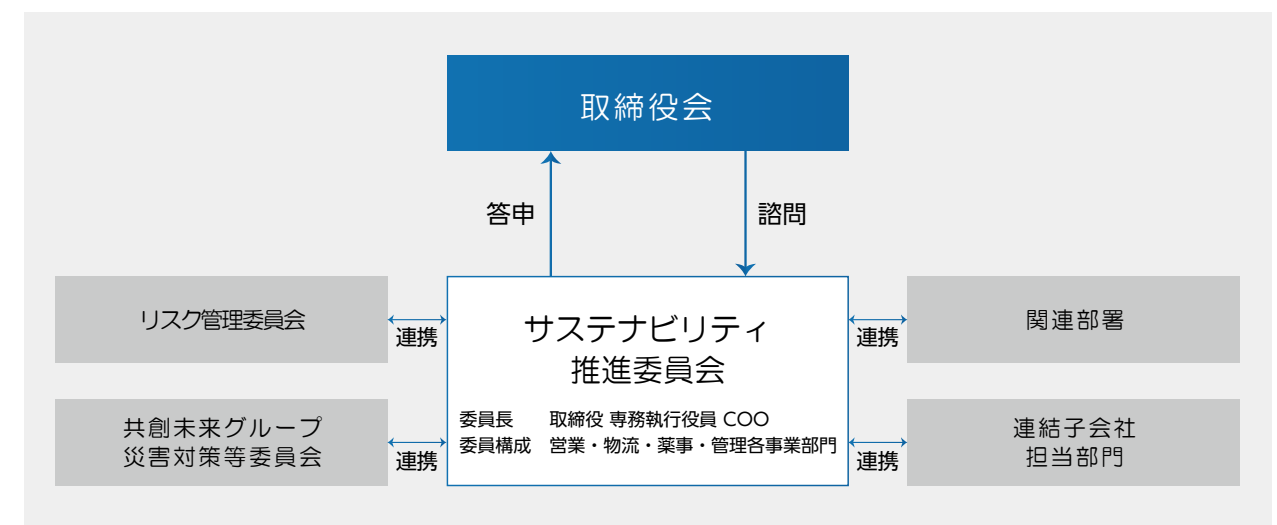 取締役会
答申
諮問
リスク管理委員会
連携
サステナビリティ
推進委員会
連携
関連部署
委員長 取締役 専務執行役員 COO
委員構成 営業・物流・薬事・管理各事業部門
共創未来グループ
災害対策等委員会
連携
連携
連結子会社
担当部門